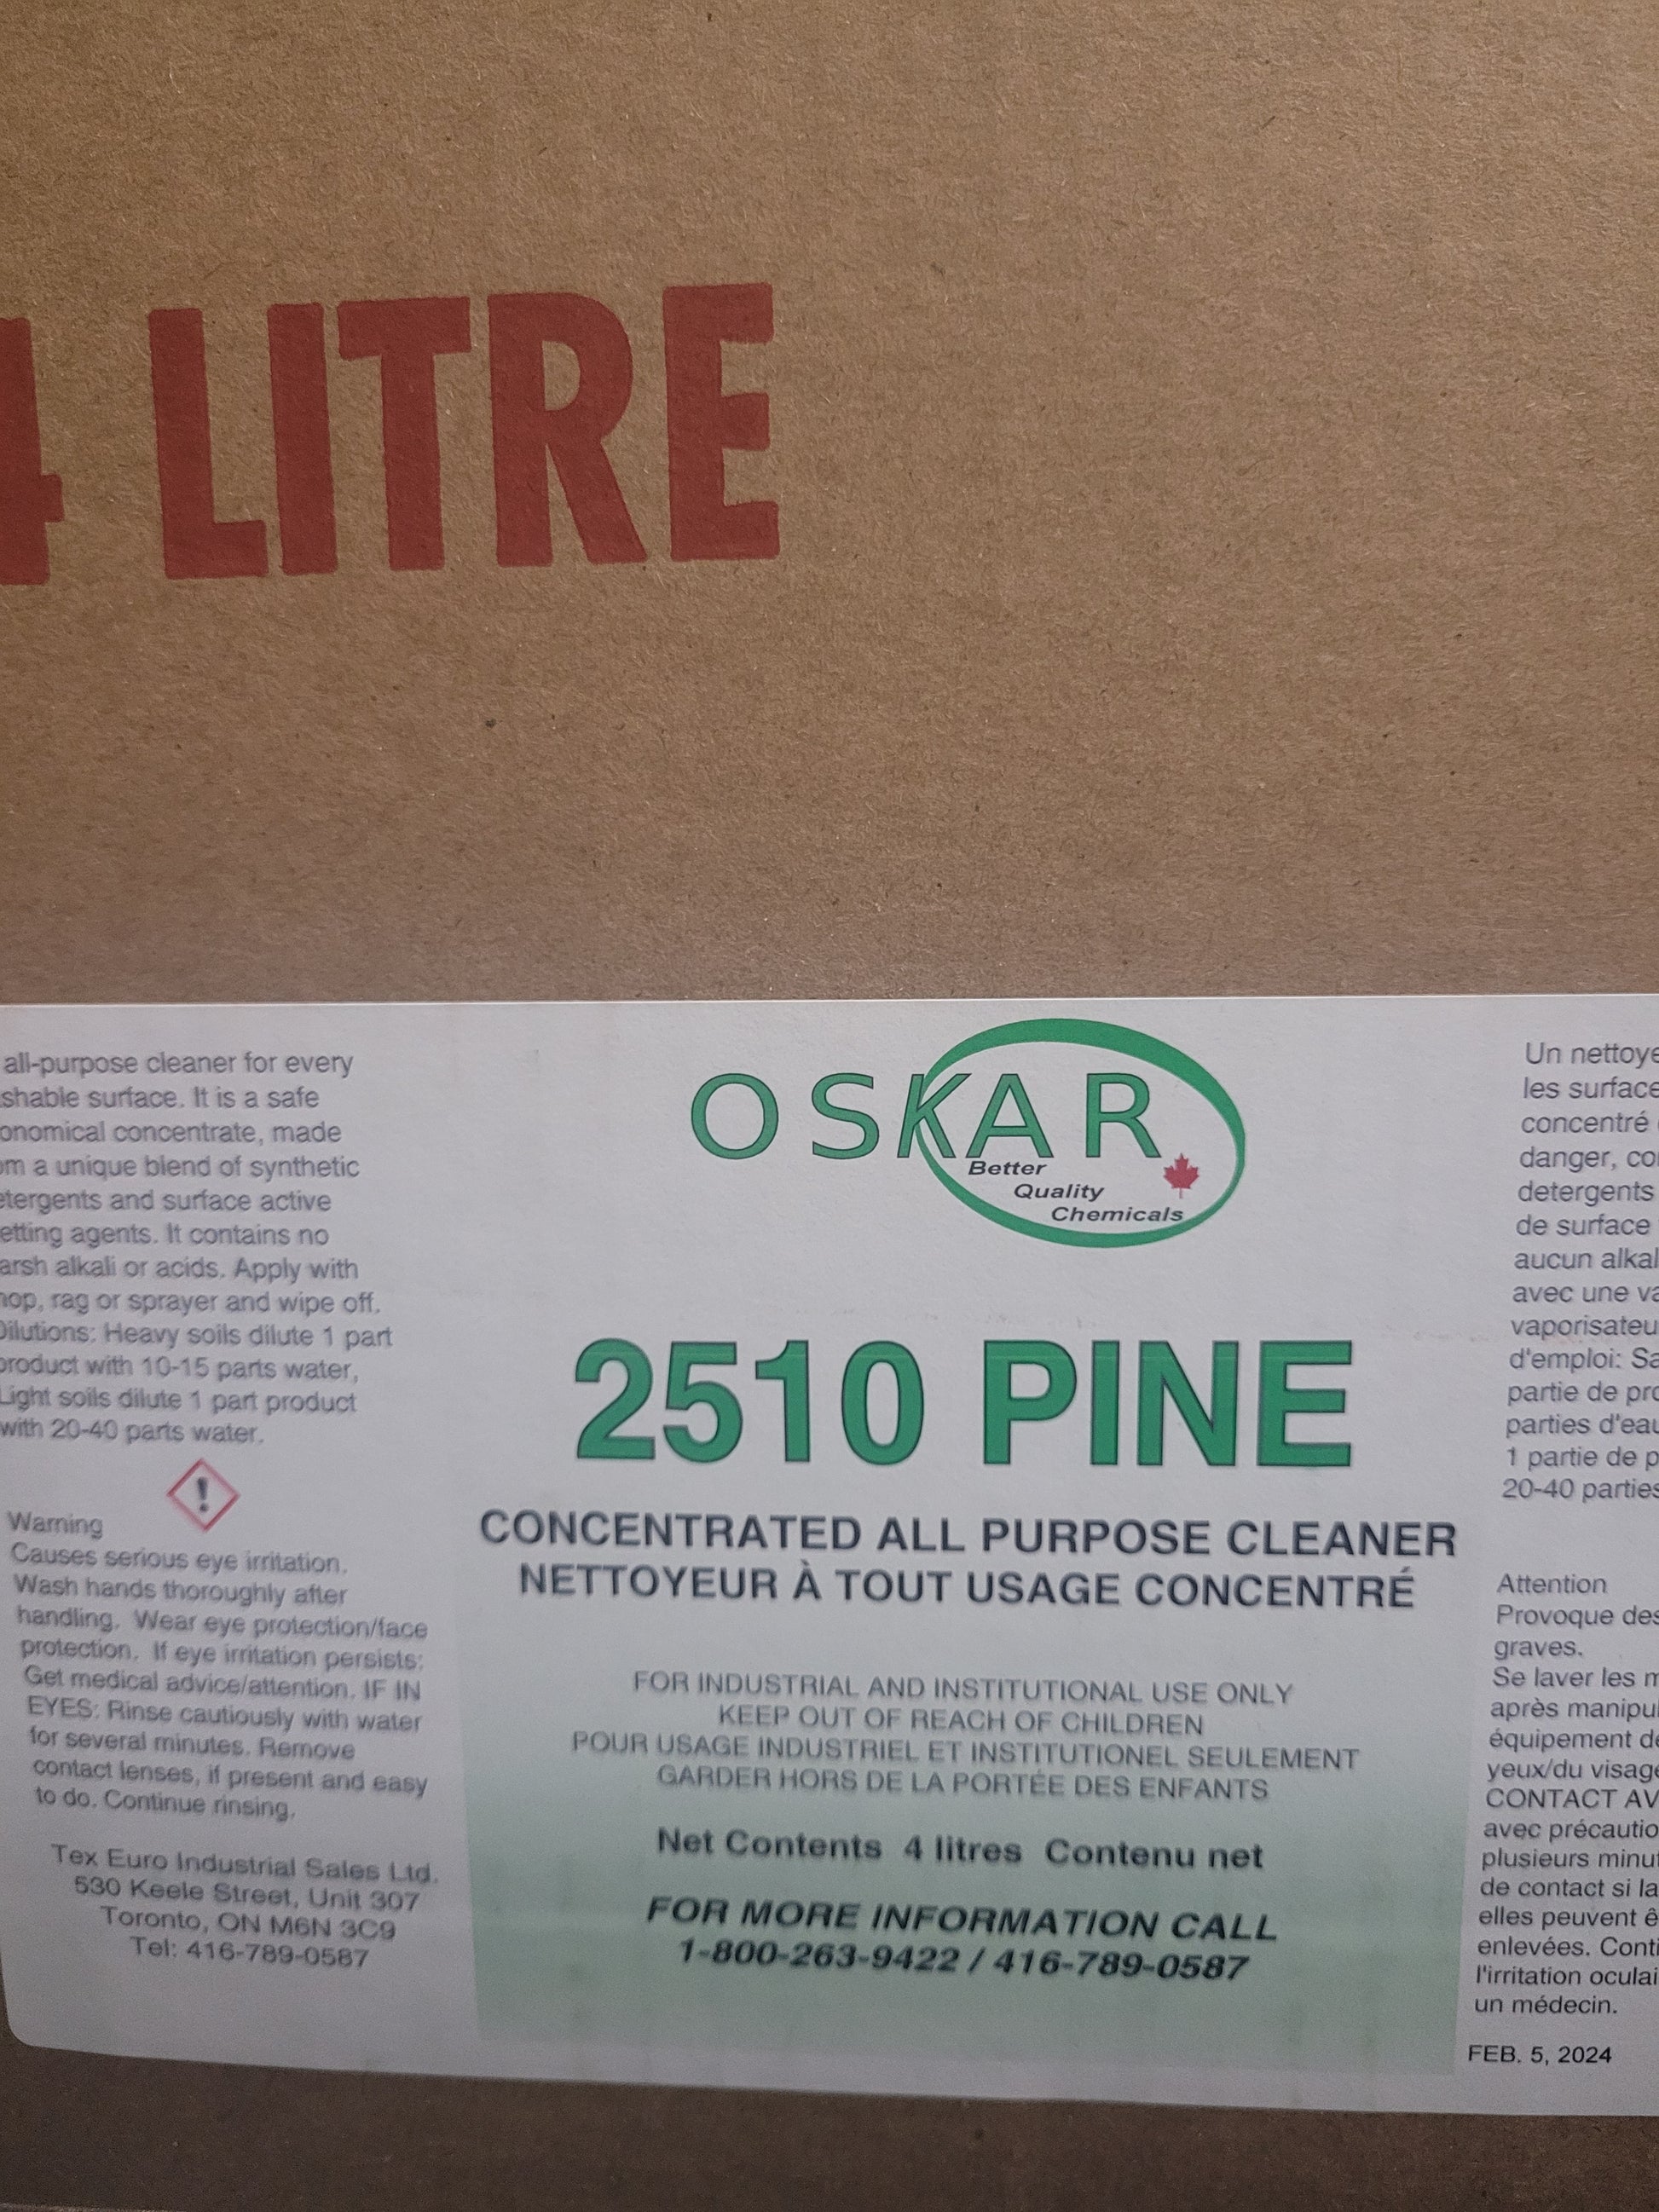 4 LITRE
all-purpose cleaner for every
shable surface. It is a safe
onomical concentrate, made
om a unique blend of synthetic
etergents and surface active
etting agents. It contains no
arsh alkali or acids. Apply with
mop, rag or sprayer and wipe off.
Dilutions: Heavy soils dilute 1 part
product with 10-15 parts water,
Light soils dilute 1 part product
with 20-40 parts water.
!
Warning
Causes serious eye irritation.
Wash hands thoroughly after
handling. Wear eye protection/face
protection. If eye irritation persists:
Get medical advice/attention. IF IN
EYES: Rinse cautiously with water
for several minutes. Remove
contact lenses, if present and easy
to do. Continue rinsing.
Tex Euro Industrial Sales Ltd.
530 Keele Street, Unit 307
Toronto, ON M6N 3C9
Tel: 416-789-0587
OSKAR
Better
Quality
Chemicals
2510 PINE
CONCENTRATED ALL PURPOSE CLEANER
NETTOYEUR À TOUT USAGE CONCENTRÉ
FOR INDUSTRIAL AND INSTITUTIONAL USE ONLY
KEEP OUT OF REACH OF CHILDREN
POUR USAGE INDUSTRIEL ET INSTITUTIONEL SEULEMENT
GARDER HORS DE LA PORTÉE DES ENFANTS
Net Contents 4 litres Contenu net
FOR MORE INFORMATION CALL
1-800-263-9422 / 416-789-0587
Un nettoye
les surface
concentré
danger, co
detergents
de surface
aucun alkal
avec une va
vaporisateu
d'emploi: Sa
partie de pro
parties d'eau
1 partie de p
20-40 parties
Attention
Provoque des
graves.
Se laver les m
après manipul
équipement de
yeux/du visage
CONTACT AV
avec précautio
plusieurs minut
de contact si la
elles peuvent ê
enlevées. Conti
l'irritation oculai
un médecin.
FEB. 5, 2024